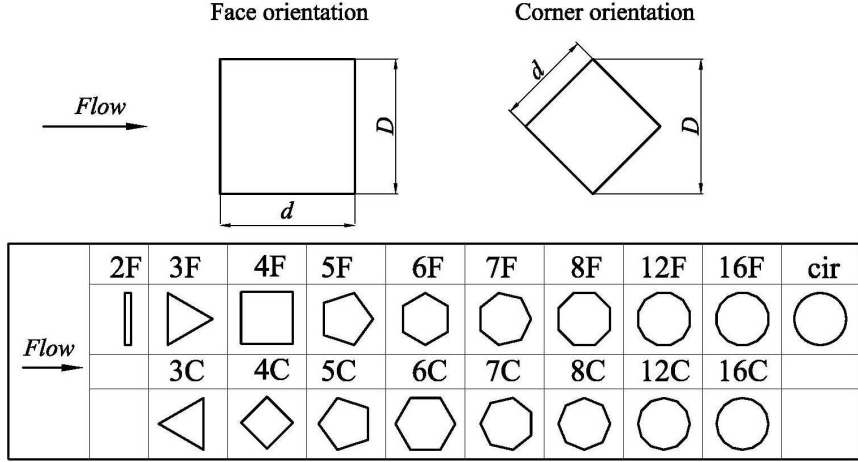 Face orientation Corner orientation
Flow
D
d
d
D
2F 3F 4F 5F 6F 7F 8F 12F 16F cir
Flow
3C 4C 5C 6C 7C 8C 12C 16C